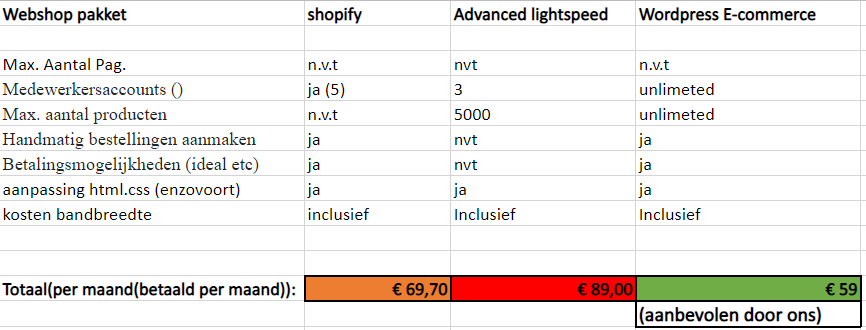 Webshop pakket shopify Advanced lightspeed Wordpress E-commerce
Max. Aantal Pag. n.v.t nvt n.v.t
Medewerkersaccounts () ja (5) 3 unlimeted
Max. aantal producten n.v.t 5000 unlimeted
Handmatig bestellingen aanmaken ja nvt ja
Betalingsmogelijkheden (ideal etc) ja nvt ja
aanpassing html.css (enzovoort) ja ja ja
kosten bandbreedte inclusief Inclusief Inclusief
Totaal(per maand(betaald per maand)): € 69,70 € 89,00 € 59
(aanbevolen door ons)